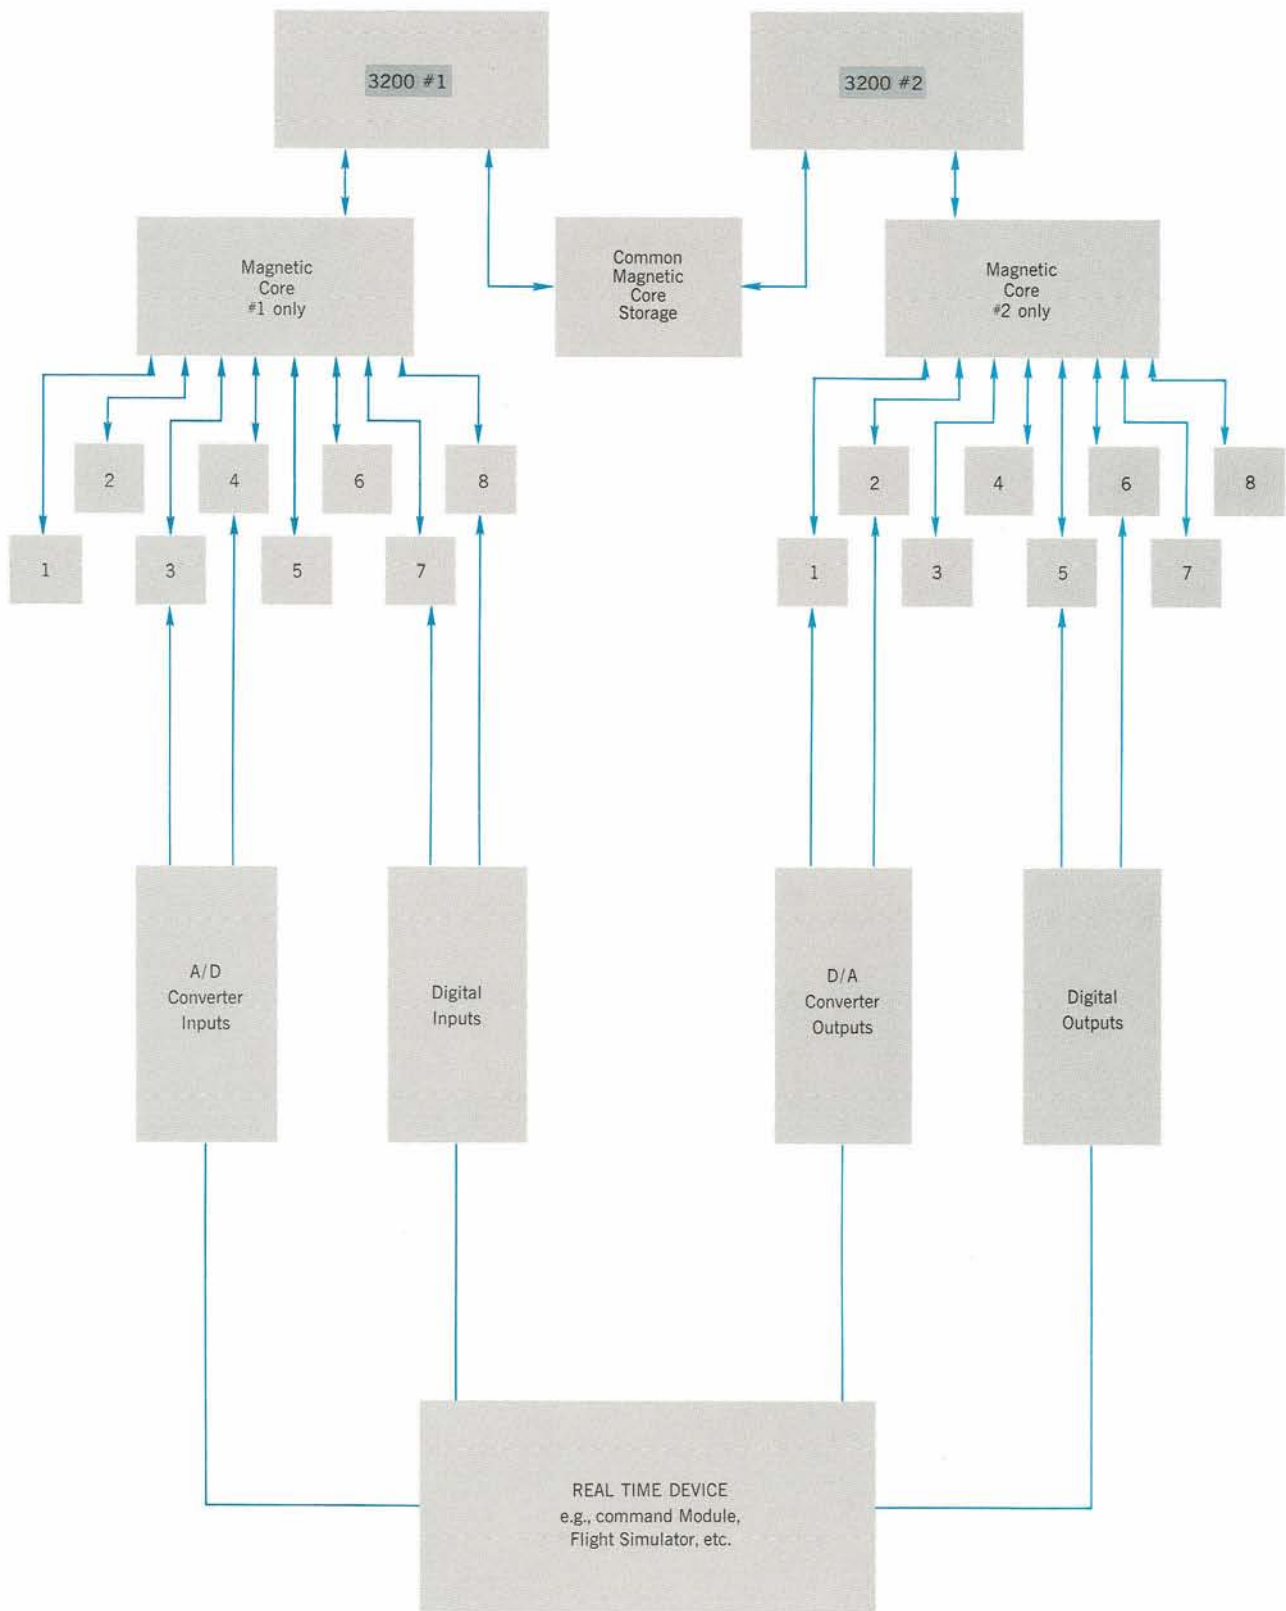 3200 #1
3200 #2
Magnetic
Core
#1 only
Common
Magnetic
Core
Storage
Magnetic
Core
#2 only
2
4
6
8
1
3
5
7
2
4
6
8
1
3
5
7
A/D
Converter
Inputs
Digital
Inputs
D/A
Converter
Outputs
Digital
Outputs
REAL TIME DEVICE
e.g., command Module,
Flight Simulator, etc.